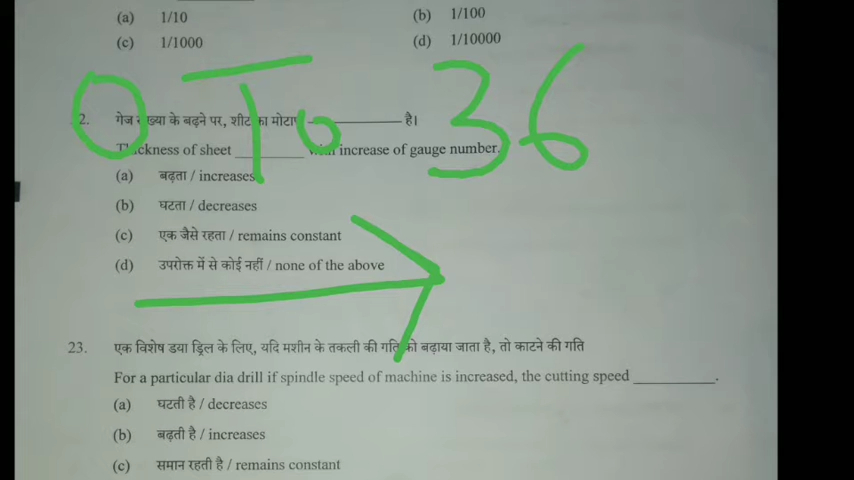 (a) 1/10 (b) 1/100
(c) 1/1000 (d) 1/10000
0 To 36
गेज के बढ़ने पर, शीट का है।
Thickness of sheet ________ with increase of gauge number.
(a) बढ़ता / increases
(b) घटता / decreases
(c) एक जैसे रहता / remains constant
(d) उपरोक्त में से कोई नहीं / none of the above
23. एक विशेष डया ड्रिल के लिए, यदि मशीन के तकली की गति को बढ़ाया जाता है, तो काटने की गति
For a particular dia drill if spindle speed of machine is increased, the cutting speed ________.
(a) घटती है / decreases
(b) बढ़ती है / increases
(c) समान रहती है / remains constant